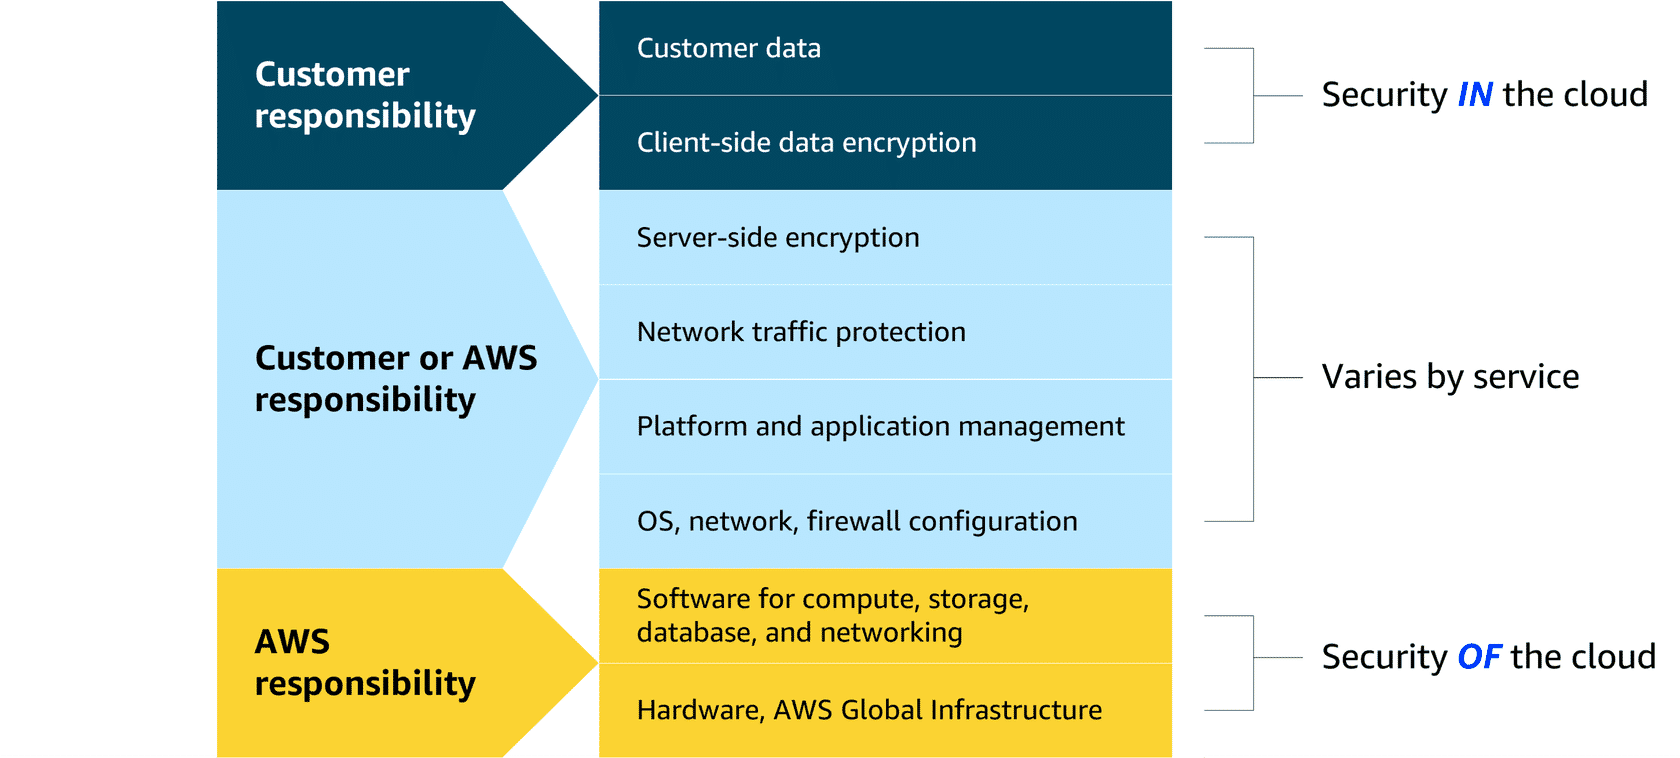 Customer
responsibility
Customer data
Client-side data encryption
Security IN the cloud
Customer or AWS
responsibility
Server-side encryption
Network traffic protection
Platform and application management
OS, network, firewall configuration
Varies by service
AWS
responsibility
Software for compute, storage,
database, and networking
Hardware, AWS Global Infrastructure
Security OF the cloud